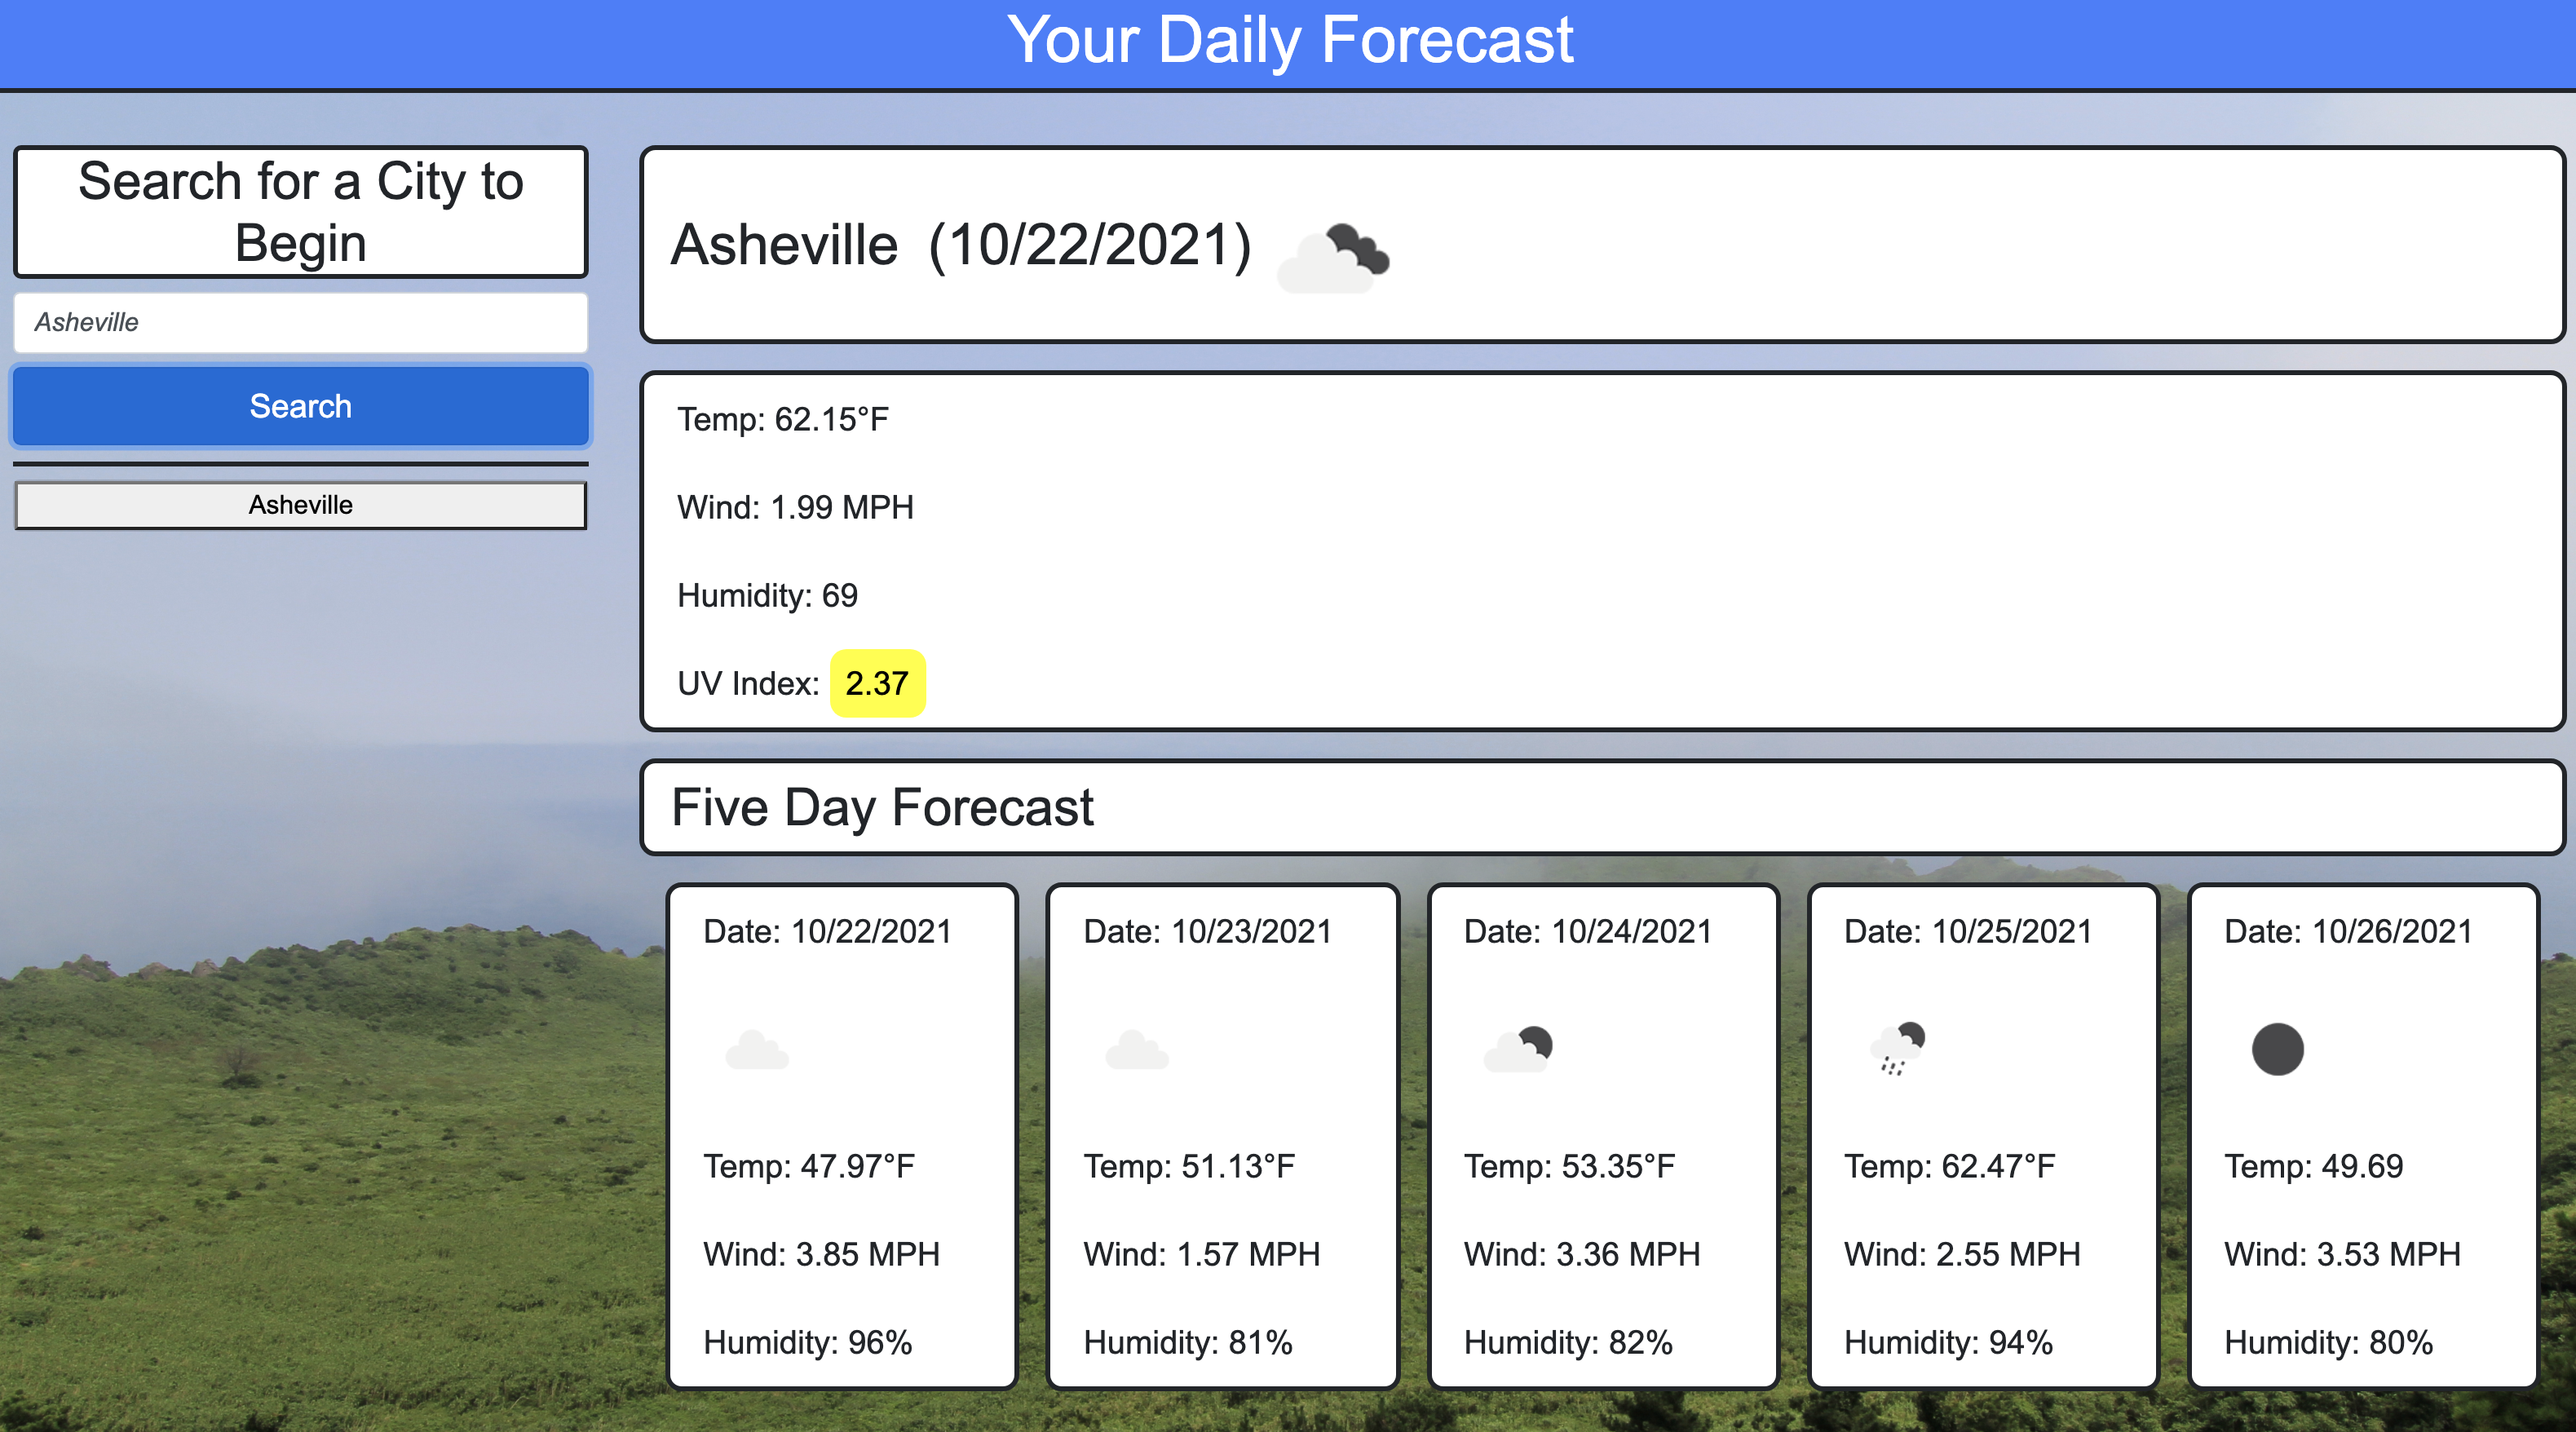 Your Daily Forecast
Search for a City to
Begin
Asheville
Search
Asheville
Asheville (10/22/2021)
Temp: 62.15°F
Wind: 1.99 MPH
Humidity: 69
UV Index: 2.37
Five Day Forecast
Date: 10/22/2021
Temp: 47.97°F
Wind: 3.85 MPH
Humidity: 96%
Date: 10/23/2021
Temp: 51.13°F
Wind: 1.57 MPH
Humidity: 81%
Date: 10/24/2021
Temp: 53.35°F
Wind: 3.36 MPH
Humidity: 82%
Date: 10/25/2021
Temp: 62.47°F
Wind: 2.55 MPH
Humidity: 94%
Date: 10/26/2021
Temp: 49.69
Wind: 3.53 MPH
Humidity: 80%